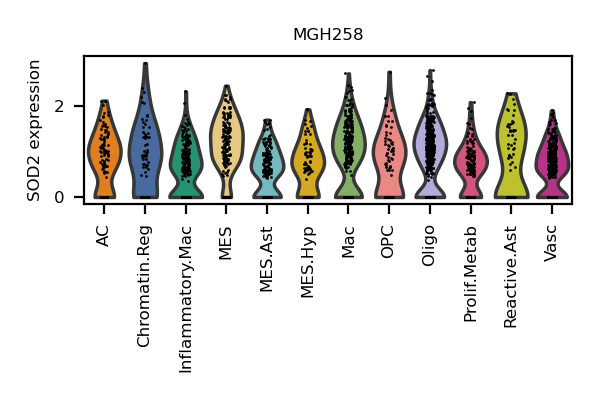 MGH258
SOD2 expression
2
0
AC
Chromatin.Reg
Inflammatory.Mac
MES
MES.Ast
MES.Hyp
Mac
OPC
Oligo
Prolif.Metab
Reactive.Ast
Vasc